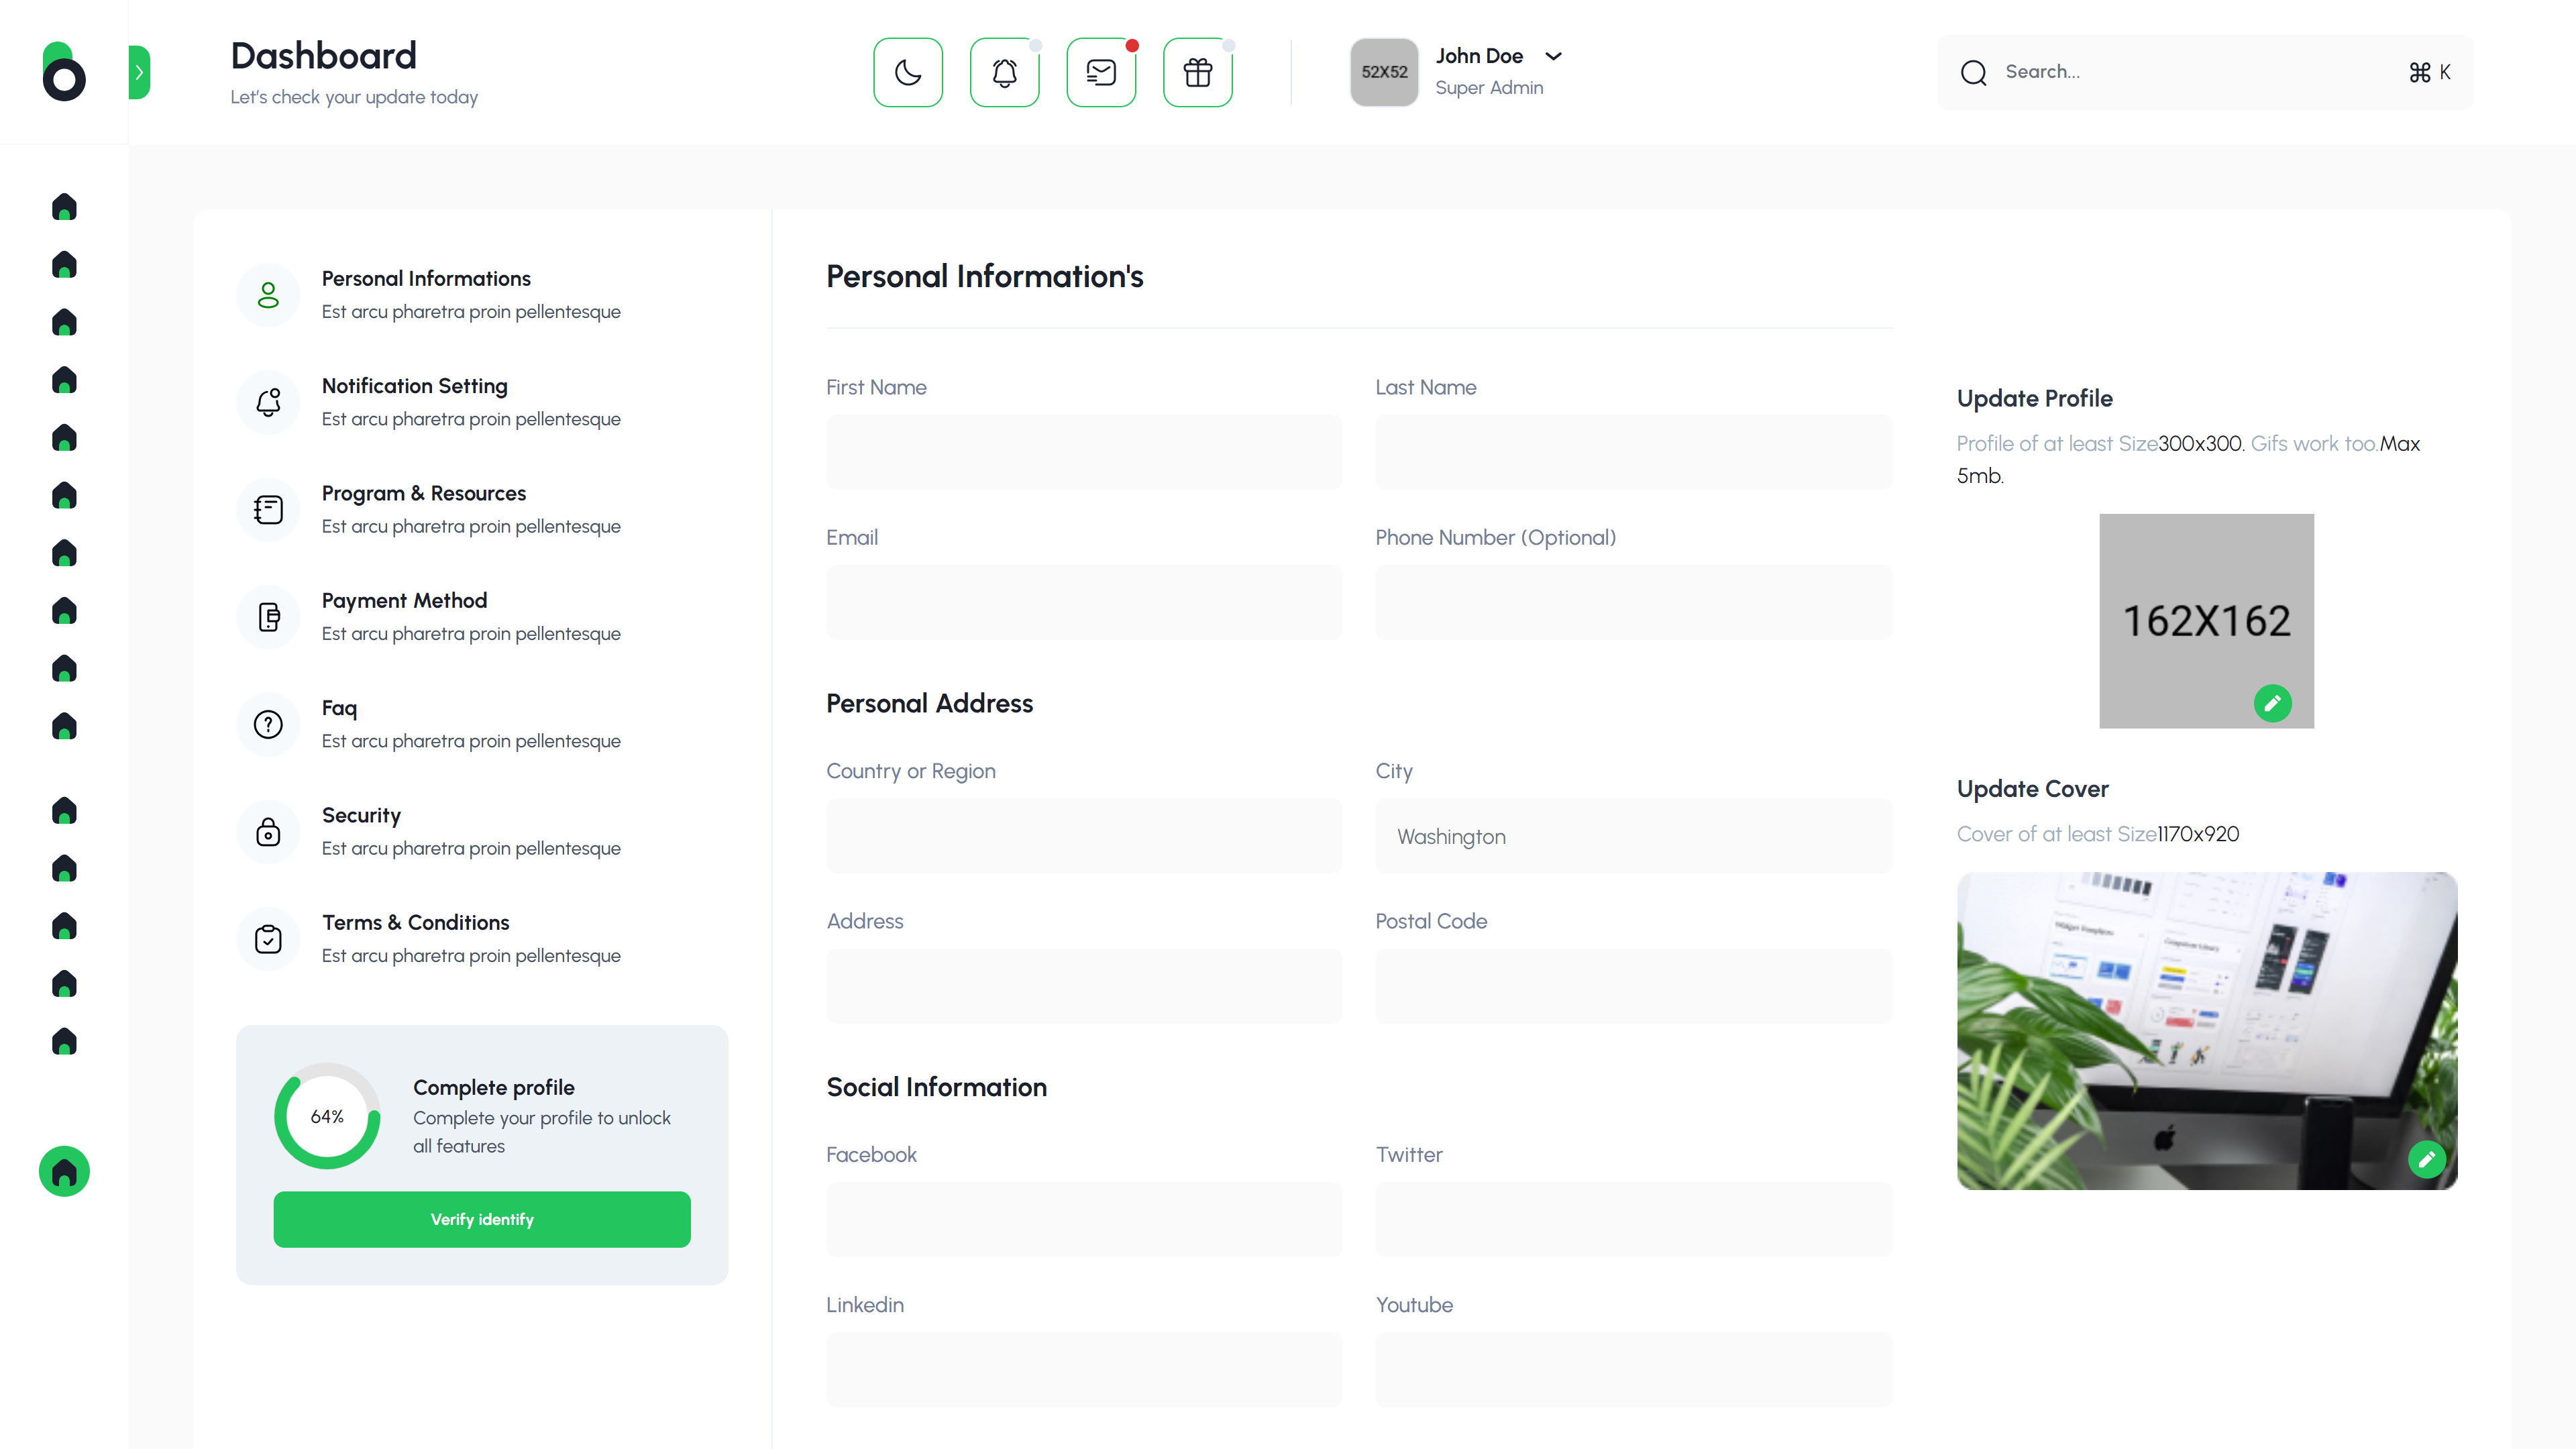 Dashboard
Let's check your update today
52X52
John Doe
Super Admin
Search...
⌘ K
Personal Informations
Est arcu pharetra proin pellentesque
Notification Setting
Est arcu pharetra proin pellentesque
Program & Resources
Est arcu pharetra proin pellentesque
Payment Method
Est arcu pharetra proin pellentesque
Faq
Est arcu pharetra proin pellentesque
Security
Est arcu pharetra proin pellentesque
Terms & Conditions
Est arcu pharetra proin pellentesque
64%
Complete profile
Complete your profile to unlock
all features
Verify identify
Personal Information's
First Name
Last Name
Email
Phone Number (Optional)
Personal Address
Country or Region
City
Washington
Address
Postal Code
Social Information
Facebook
Twitter
Linkedin
Youtube
Update Profile
Profile of at least Size300x300. Gifs work too.Max
5mb.
162X162
Update Cover
Cover of at least Size1170x920